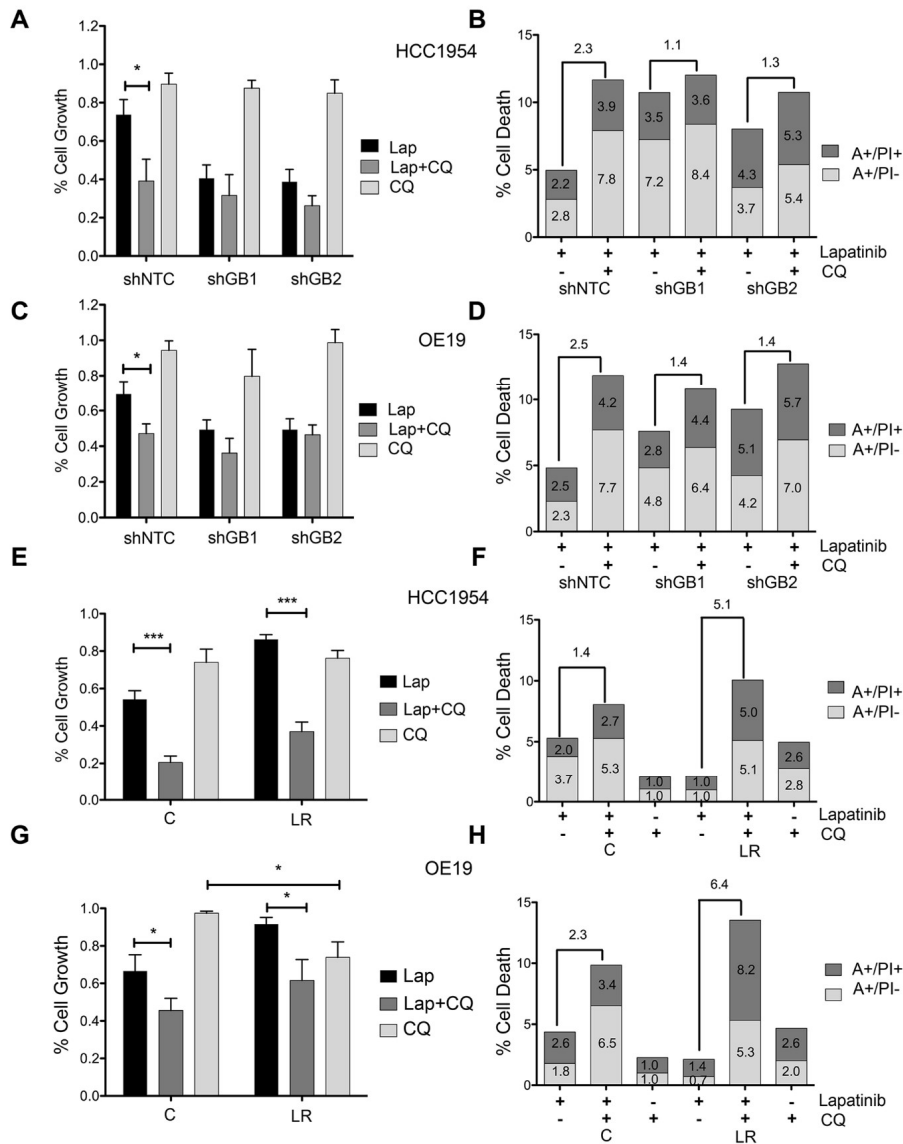 A
HCC1954
1.2
1.0
0.8
0.6
0.4
0.2
0.0
% Cell Growth
*
Lap
Lap+CQ
CQ
shNTC
shGB1
shGB2
B
15
10
5
0
% Cell Death
2.3
1.1
1.3
2.2
2.8
3.9
7.8
3.5
7.2
3.6
8.4
4.3
3.7
5.3
5.4
A+/PI+
A+/PI-
+ + + + + + Lapatinib
- + - + - + CQ
shNTC
shGB1
shGB2
C
OE19
1.2
1.0
0.8
0.6
0.4
0.2
0.0
% Cell Growth
*
Lap
Lap+CQ
CQ
shNTC
shGB1
shGB2
D
15
10
5
0
% Cell Death
2.5
1.4
1.4
2.5
2.3
4.2
7.7
2.8
4.8
4.4
6.4
5.1
4.2
5.7
7.0
A+/PI+
A+/PI-
+ + + + + + Lapatinib
- + - + - + CQ
shNTC
shGB1
shGB2
E
HCC1954
1.0
0.8
0.6
0.4
0.2
0.0
% Cell Growth
***
***
Lap
Lap+CQ
CQ
C
LR
F
15
10
5
0
% Cell Death
1.4
5.1
2.0
3.7
2.7
5.3
1.0
1.0
1.0
1.0
5.0
5.1
2.6
2.8
A+/PI+
A+/PI-
+ + - + + - Lapatinib
- + + - + + CQ
C
LR
G
OE19
1.0
0.8
0.6
0.4
0.2
0.0
% Cell Growth
*
*
*
Lap
Lap+CQ
CQ
C
LR
H
15
10
5
0
% Cell Death
2.3
6.4
2.6
1.8
3.4
6.5
1.0
1.0
1.4
0.7
8.2
5.3
2.6
2.0
A+/PI+
A+/PI-
+ + - + + - Lapatinib
- + + - + + CQ
C
LR